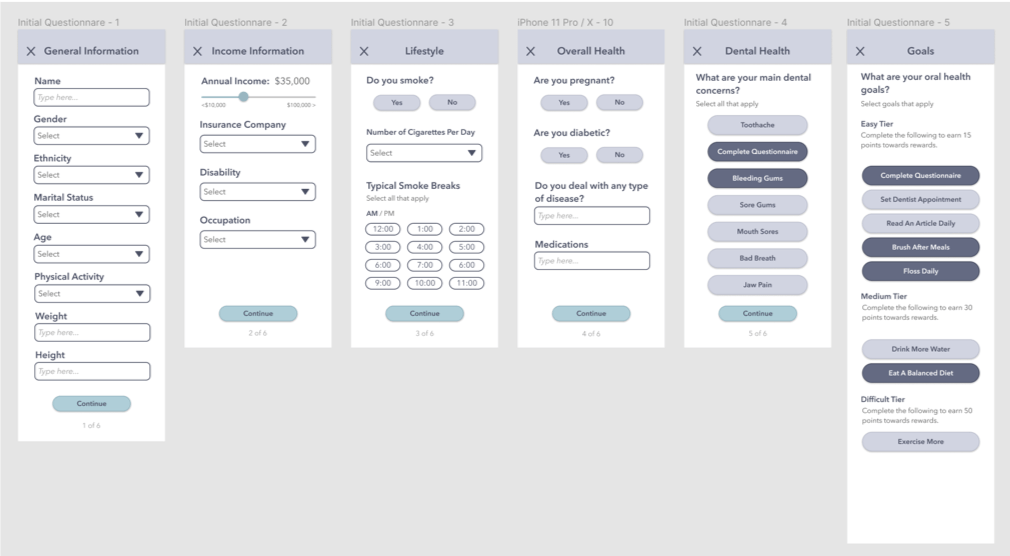 Initial Questionnare - 1
X General Information
Name
Type here...
Gender
Select
Ethnicity
Select
Marital Status
Select
Age
Select
Physical Activity
Select
Weight
Type here...
Height
Type here...
Continue
1 of 6
Initial Questionnare - 2
X Income Information
Annual Income: $35,000
<$10,000 $100,000 >
Insurance Company
Select
Disability
Select
Occupation
Select
Continue
2 of 6
Initial Questionnare - 3
X Lifestyle
Do you smoke?
Yes No
Number of Cigarettes Per Day
Select
Typical Smoke Breaks
Select all that apply
AM / PM
12:00 1:00 2:00
3:00 4:00 5:00
6:00 7:00 6:00
9:00 10:00 11:00
Continue
3 of 6
iPhone 11 Pro / X - 10
X Overall Health
Are you pregnant?
Yes No
Are you diabetic?
Yes No
Do you deal with any type
of disease?
Type here...
Medications
Type here...
Continue
4 of 6
Initial Questionnare - 4
X Dental Health
What are your main dental
concerns?
Select all that apply
Toothache
Complete Questionnaire
Bleeding Gums
Sore Gums
Mouth Sores
Bad Breath
Jaw Pain
Continue
5 of 6
Initial Questionnare - 5
X Goals
What are your oral health
goals?
Select goals that apply
Easy Tier
Complete the following to earn 15
points towards rewards.
Complete Questionnaire
Set Dentist Appointment
Read An Article Daily
Brush After Meals
Floss Daily
Medium Tier
Complete the following to earn 30
points towards rewards.
Drink More Water
Eat A Balanced Diet
Difficult Tier
Complete the following to earn 50
points towards rewards.
Exercise More